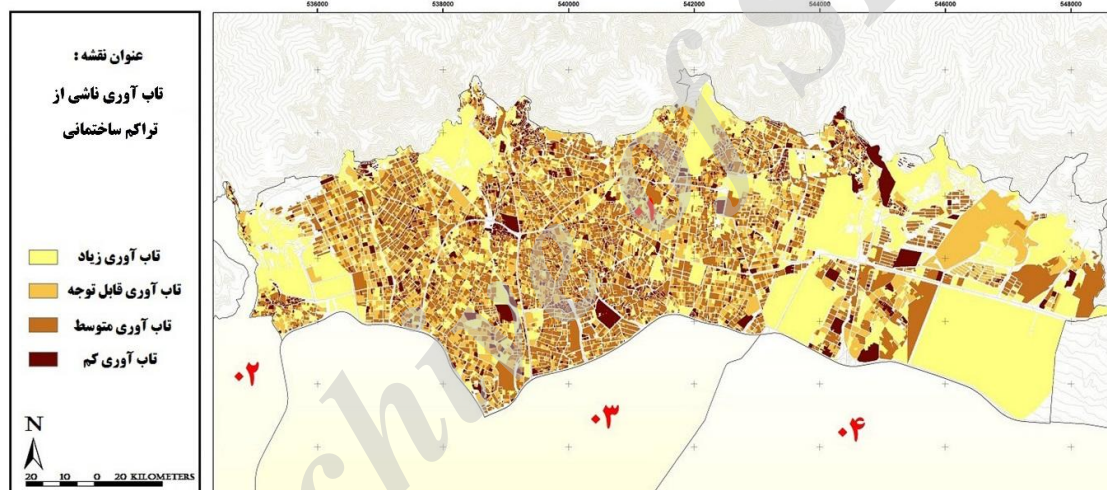 536000 538000 540000 542000 544000 546000 548000
عنوان نقشه :
تاب آوری ناشی از
تراکم ساختمانی
تاب آوری زیاد
تاب آوری قابل توجه
تاب آوری متوسط
تاب آوری کم
N
20 10 0 20 KILOMETERS
۰۱
۰۲
۰۳
۰۴